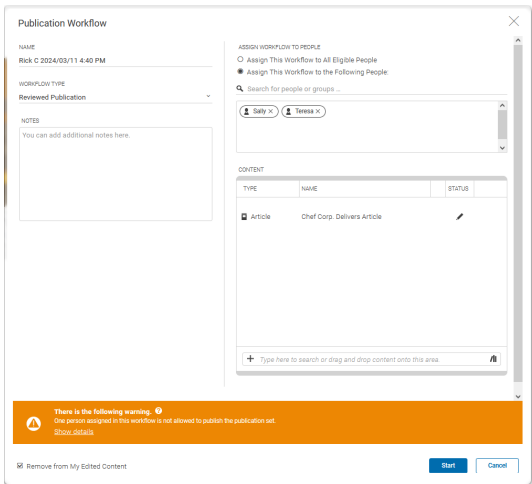 Publication Workflow
NAME
Rick C 2024/03/11 4:40 PM
WORKFLOW TYPE
Reviewed Publication
NOTES
You can add additional notes here.
ASSIGN WORKFLOW TO PEOPLE
Assign This Workflow to All Eligible People
Assign This Workflow to the Following People:
Search for people or groups ...
Sally × Teresa ×
CONTENT
TYPE NAME STATUS
Article Chef Corp. Delivers Article
+ Type here to search or drag and drop content onto this area.
There is the following warning. ?
One person assigned in this workflow is not allowed to publish the publication set.
Show details
Remove from My Edited Content
Start Cancel